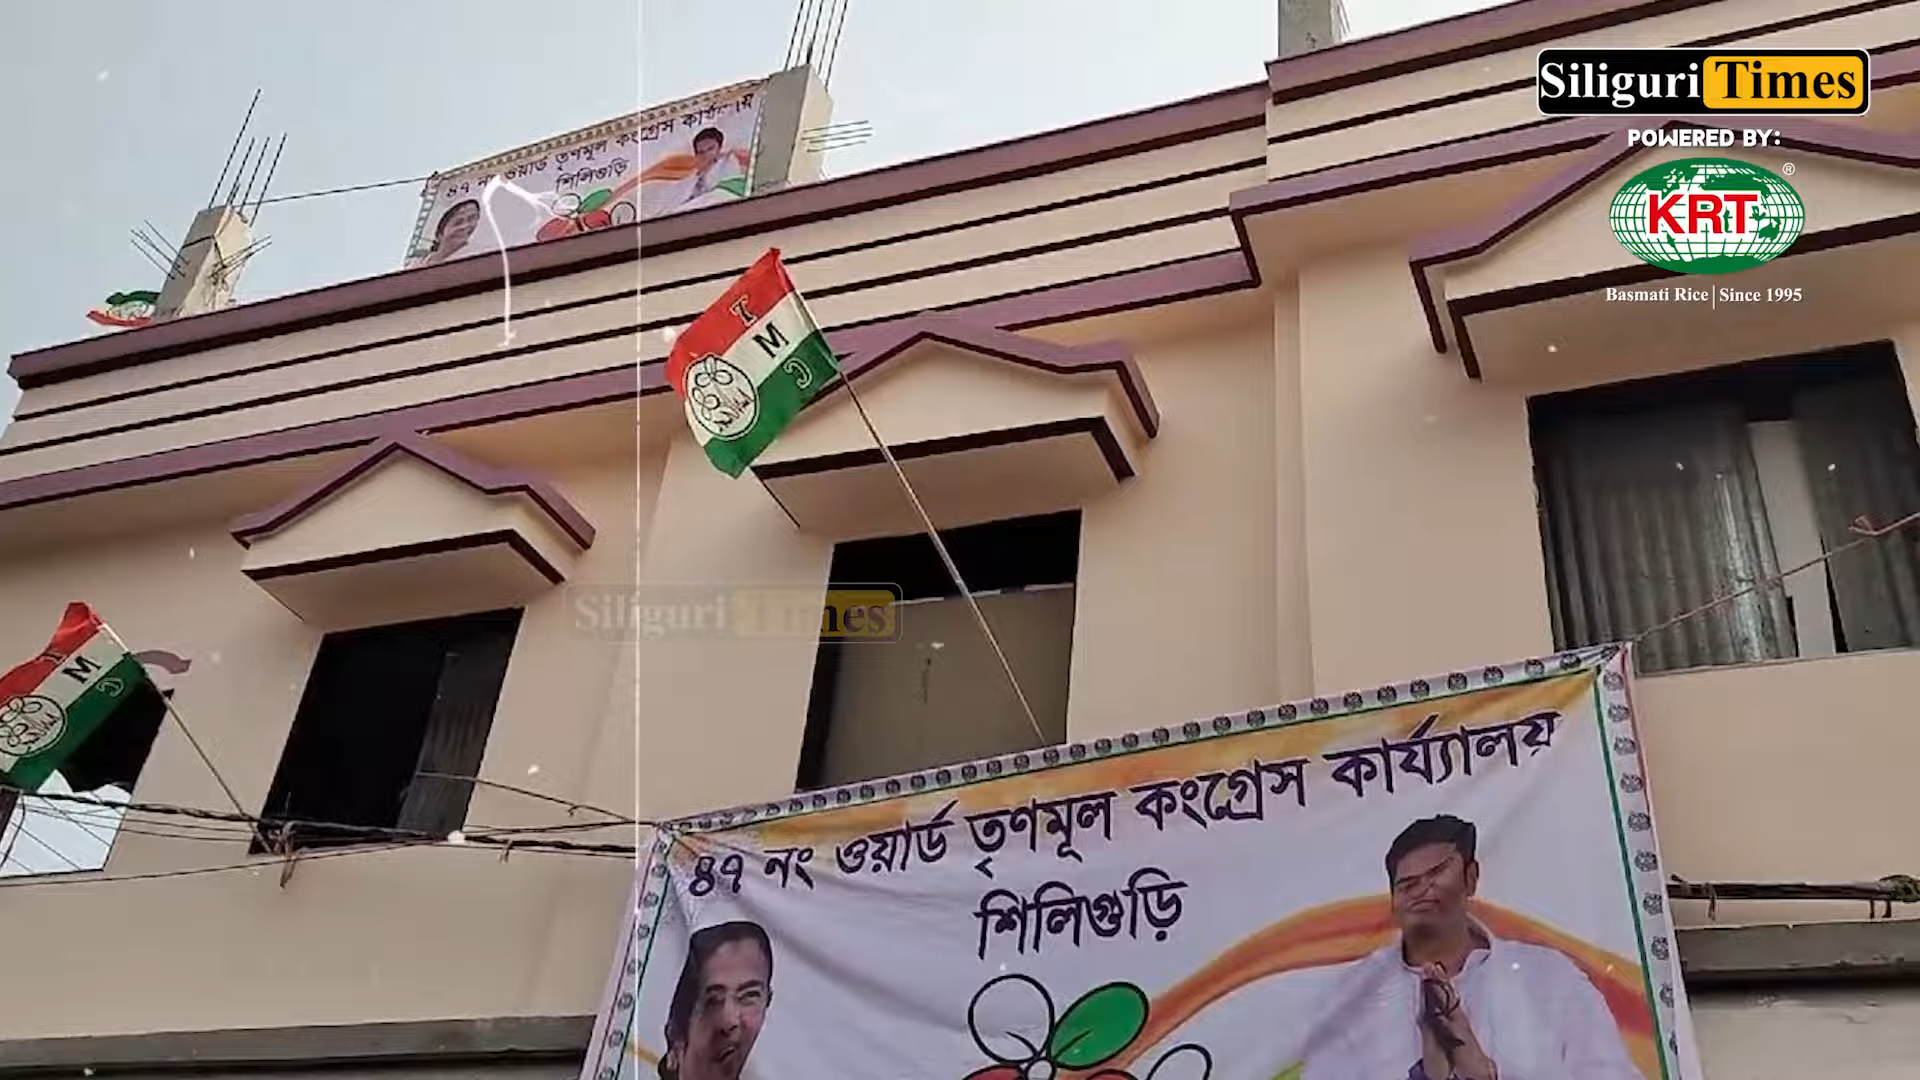 Siliguri Times
POWERED BY:
KRT
®
Basmati Rice | Since 1995
৪৭ নং ওয়ার্ড তৃণমূল কংগ্রেস কার্য্যালয়
শিলিগুড়ি
T
M
C
Siliguri Times
T
M
C
৪৭ নং ওয়ার্ড তৃণমূল কংগ্রেস কার্য্যালয়
শিলিগুড়ি